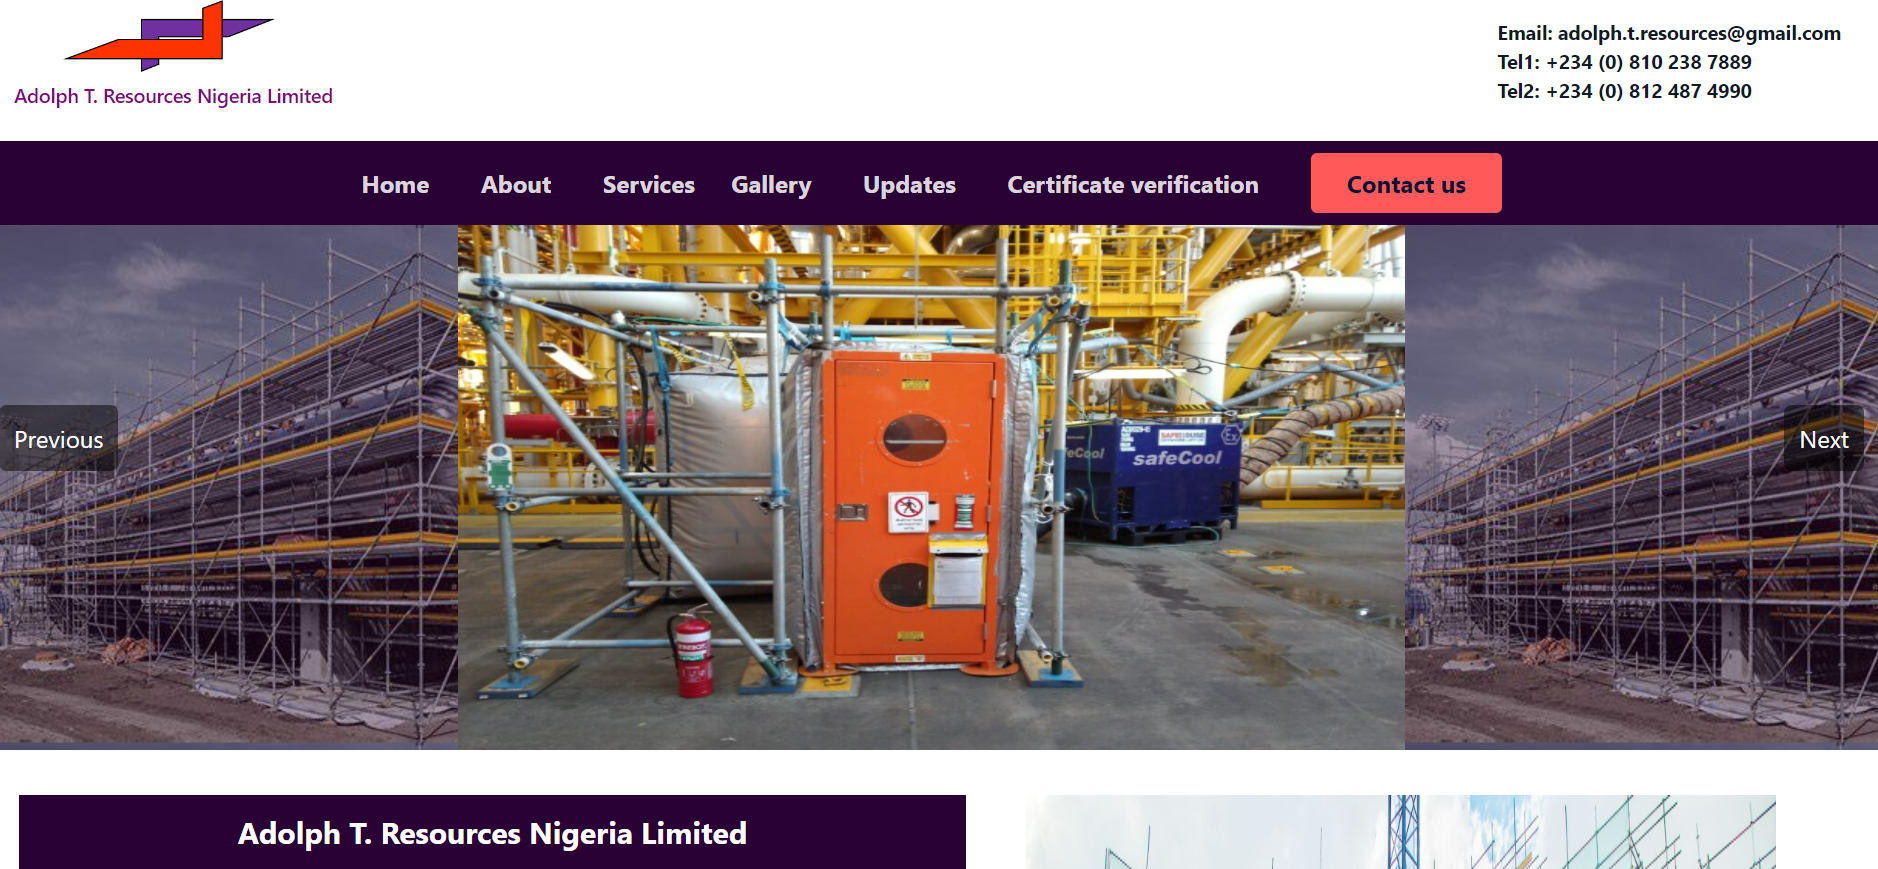 Adolph T. Resources Nigeria Limited
Email: adolph.t.resources@gmail.com
Tel1: +234 (0) 810 238 7889
Tel2: +234 (0) 812 487 4990
Home
About
Services
Gallery
Updates
Certificate verification
Contact us
Previous
safeCool
Next
Adolph T. Resources Nigeria Limited